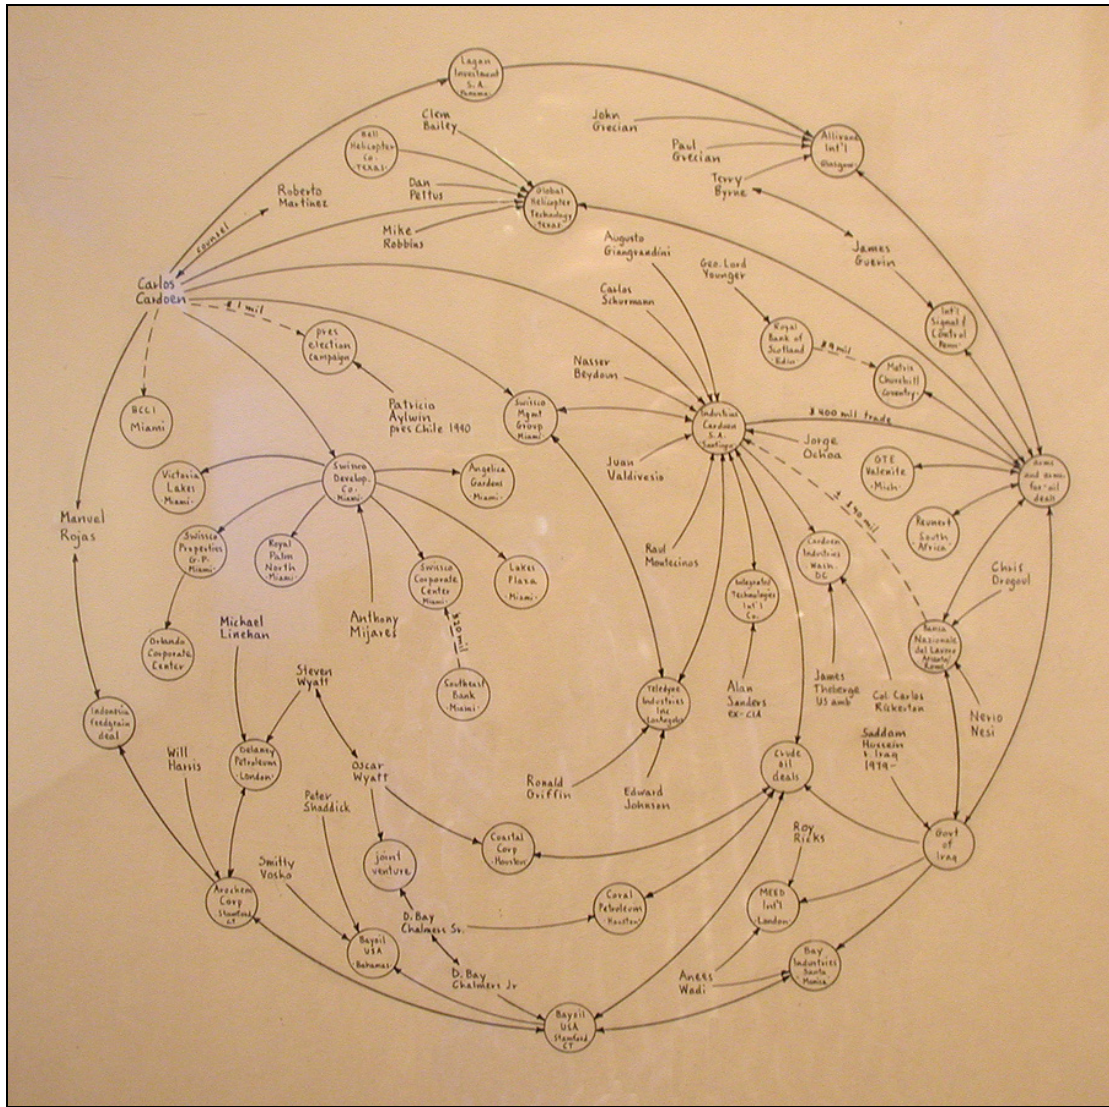 Lagan
Investment
S.A.
Panama
Clem
Bailey
John
Grecian
Bell
Helicopter
Co.
Texas
Paul
Grecian
Allivane
Int'l
Glasgow
Roberto
Martinez
Dan
Pettus
Global
Helicopter
Technology
Texas
Terry
Byrne
counsel
Mike
Robbins
Augusto
Giangrandini
James
Guerin
Geo. Lord
Younger
Carlos
Cardoen
$1 mil
Carlos
Schurmann
pres
election
campaign
Royal
Bank of
Scotland
Edin
$9 mil
Int'l
Signal &
Control
Penn
Nasser
Beydoun
Matrix
Churchill
Coventry
BCCI
Miami
Patricio
Aylwin
pres Chile 1990
Swissco
Mgmt
Group
Miami
Industrias
Cardoen
S.A.
Santiago
$400 mil trade
Jorge
Ochoa
Victoria
Lakes
Miami
Swissco
Develop.
Co.
Miami
Angelica
Gardens
Miami
Juan
Valdivesio
GTE
Valenite
Mich.
arms
and arms-
for-oil
deals
$90 mil
Manuel
Rojas
Swissco
Properties
G.P.
Miami
Royal
Palm
North
Miami
Swissco
Corporate
Center
Miami
Lakes
Plaza
Miami
Raul
Montecinos
Cardoen
Industries
Wash.
DC
Reunert
South
Africa
Integrated
Technologies
Int'l
Co.
Chris
Drogoul
Michael
Linehan
Anthony
Mijares
$20 mil
Orlando
Corporate
Center
Banca
Nazionale
del Lavoro
Atlanta/
Rome
Steven
Wyatt
Southeast
Bank
Miami
Teledyne
Industries
Inc
Los Angeles
Alan
Sanders
ex-CIA
James
Theberge
US amb
Col. Carlos
Rickertson
Indonesia
feedgrain
deal
Nerio
Nesi
Will
Harris
Delaney
Petroleum
London
Oscar
Wyatt
Saddam
Hussein
r. Iraq
1979-
Crude
oil
deals
Peter
Shaddick
Ronald
Griffin
Edward
Johnson
Smitty
Vosko
joint
venture
Coastal
Corp
Houston
Roy
Ricks
Govt
of
Iraq
Arochem
Corp
Stamford
CT
D. Bay
Chalmers Sr.
Coral
Petroleum
Houston
MEED
Int'l
London
Bayoil
USA
Bahamas
D. Bay
Chalmers Jr
Anees
Wadi
Bay
Industries
Santa
Monica
Bayoil
USA
Stamford
CT